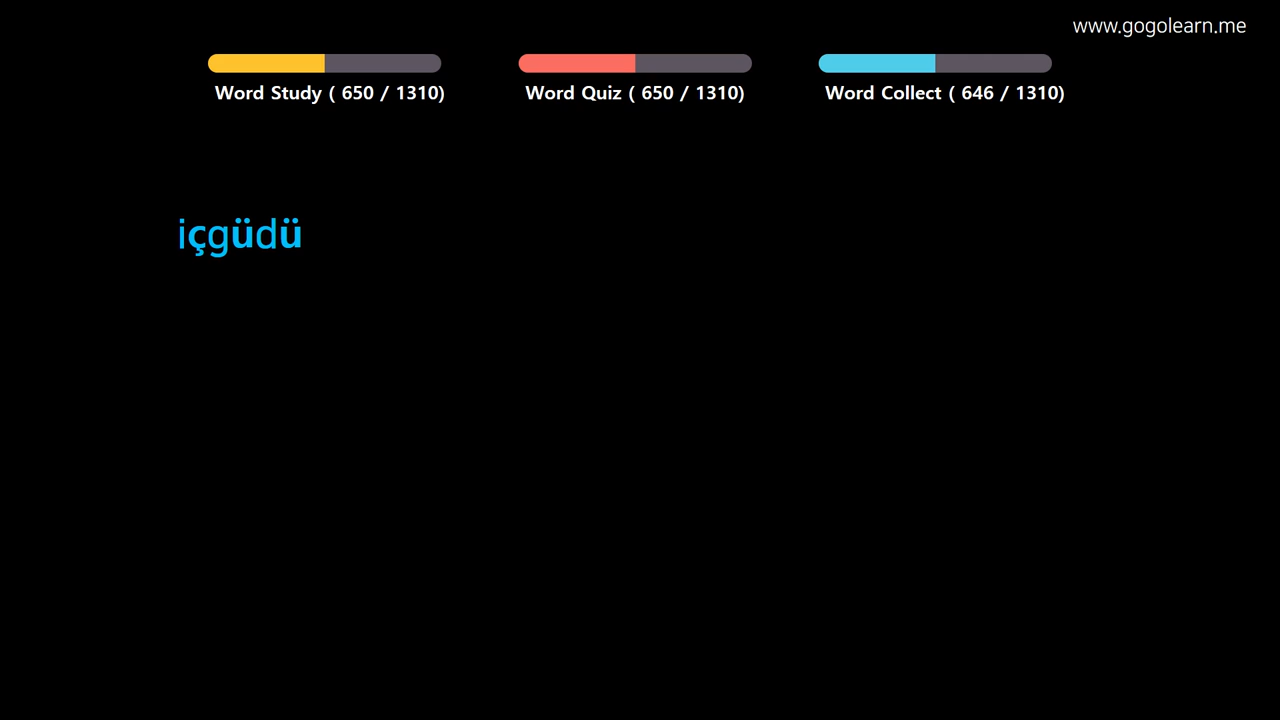 www.gogolearn.me
Word Study ( 650 / 1310)
Word Quiz ( 650 / 1310)
Word Collect ( 646 / 1310)
içgüdü